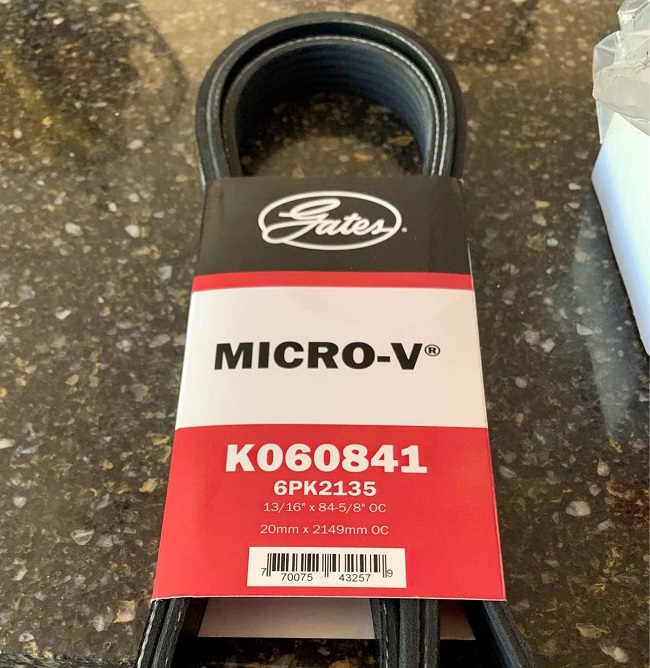 Gates
MICRO-V®
K060841
6PK2135
13/16" x 84-5/8" OC
20mm x 2149mm OC
7 70075 43257 9